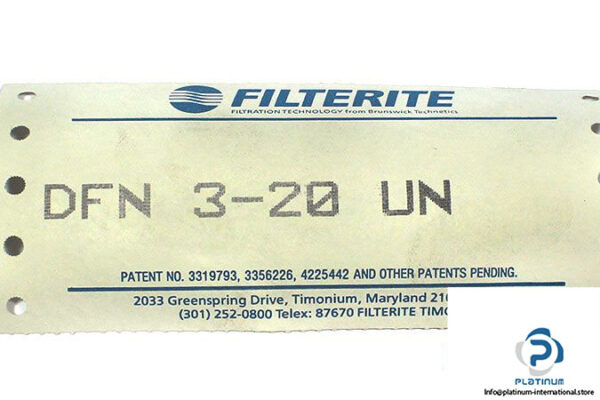 FILTERITE
FILTRATION TECHNOLOGY from Brunswick Technetics
DFN 3-20 UN
PATENT NO. 3319793, 3356226, 4225442 AND OTHER PATENTS PENDING.
2033 Greenspring Drive, Timonium, Maryland
(301) 252-0800 Telex: 87670 FILTERITE
PLATINUM
Info@platinum-international.store